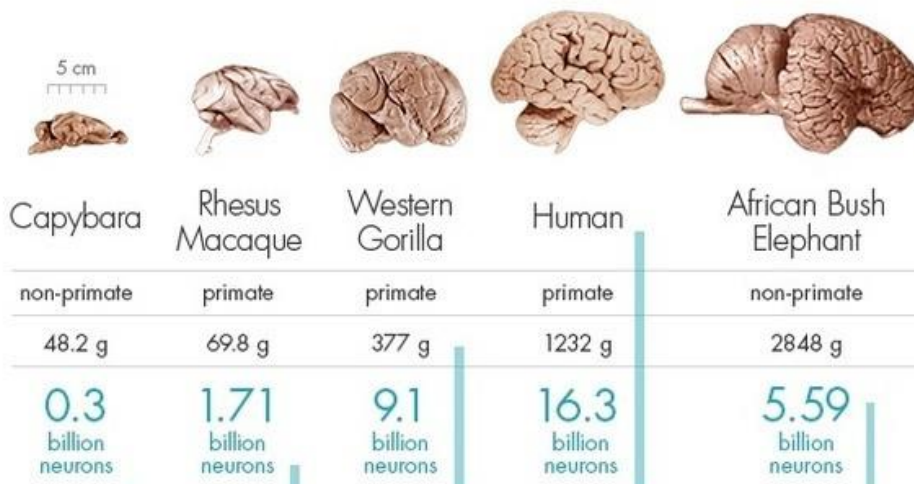 5 cm
Capybara
Rhesus
Macaque
Western
Gorilla
Human
African Bush
Elephant
non-primate
primate
primate
primate
non-primate
48.2 g
69.8 g
377 g
1232 g
2848 g
0.3
billion
neurons
1.71
billion
neurons
9.1
billion
neurons
16.3
billion
neurons
5.59
billion
neurons